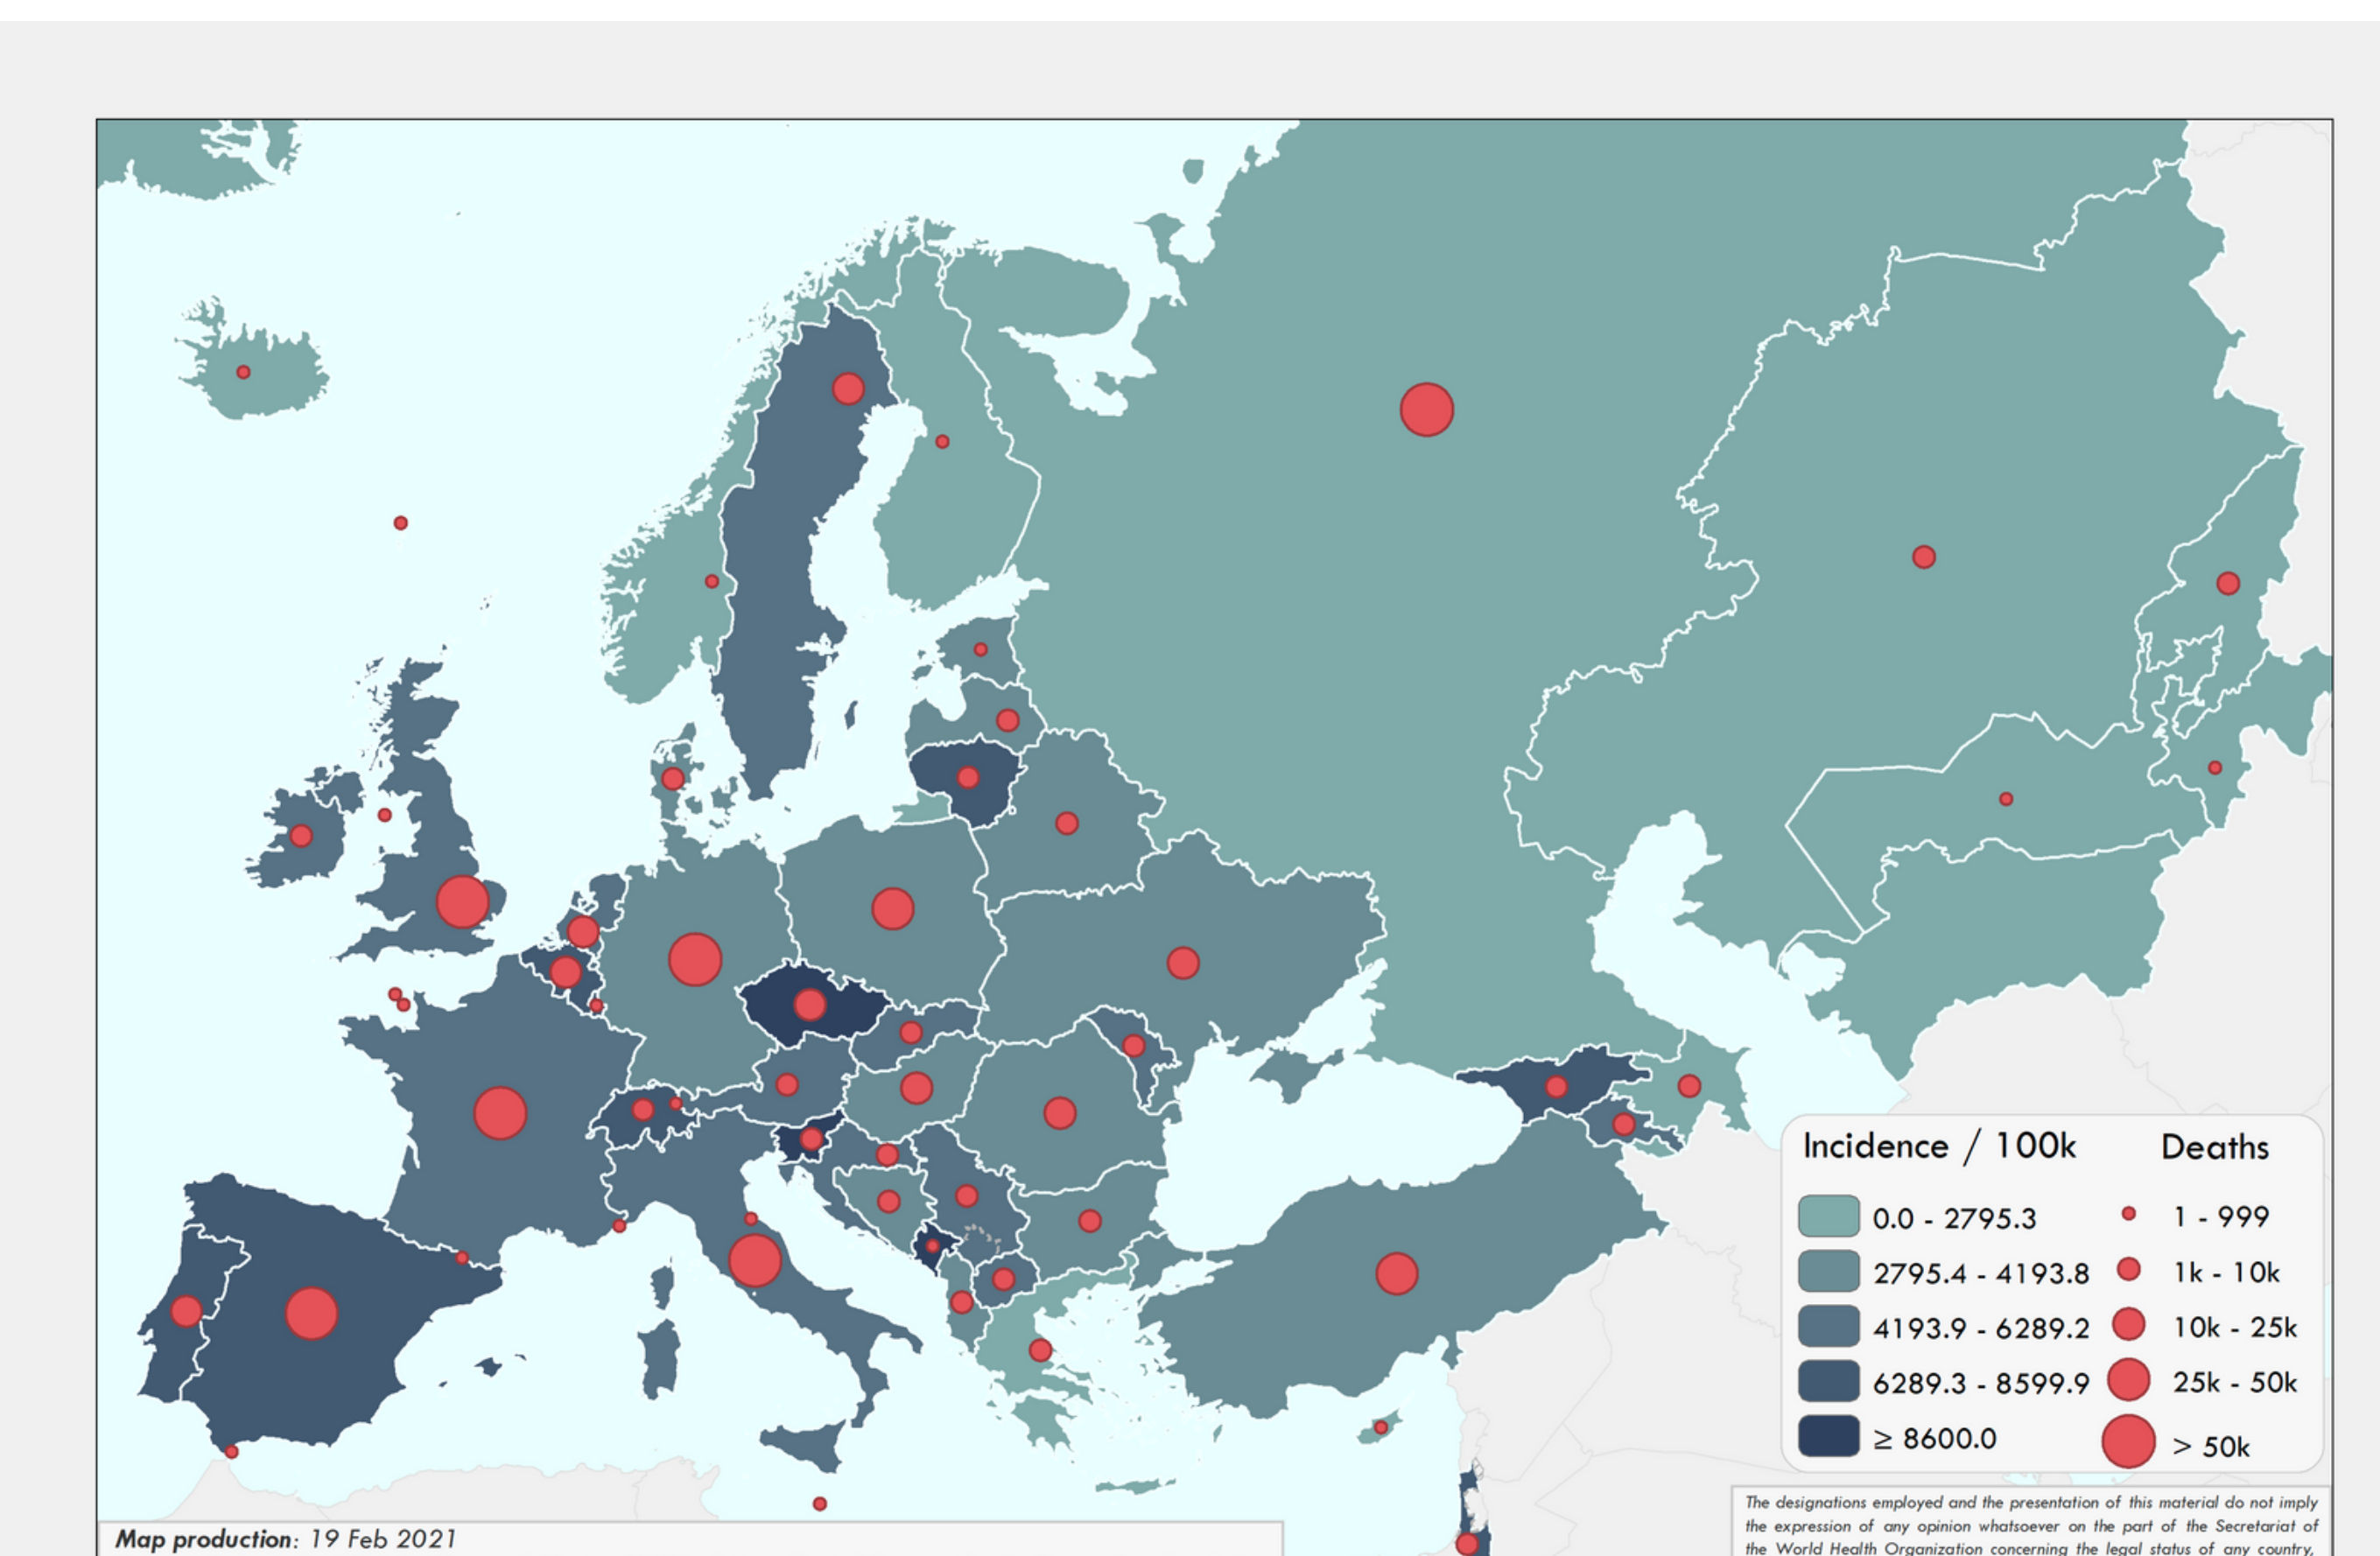 Incidence / 100k Deaths
0.0 - 2795.3 1 - 999
2795.4 - 4193.8 1k - 10k
4193.9 - 6289.2 10k - 25k
6289.3 - 8599.9 25k - 50k
≥ 8600.0 > 50k
The designations employed and the presentation of this material do not imply
the expression of any opinion whatsoever on the part of the Secretariat of
the World Health Organization concerning the legal status of any country,
Map production: 19 Feb 2021